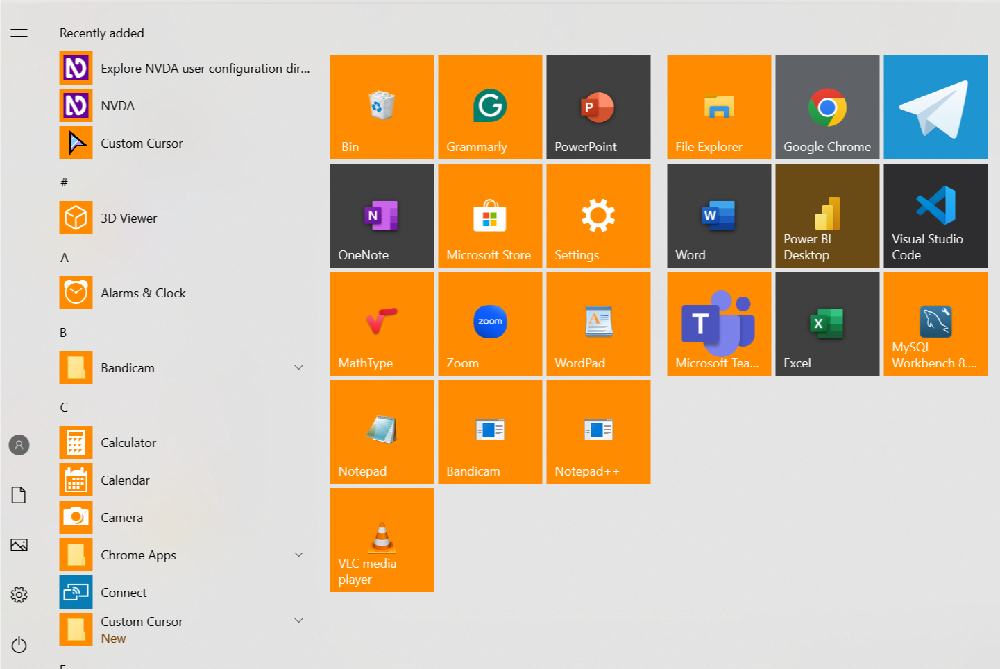 Recently added
Explore NVDA user configuration dir...
NVDA
Custom Cursor
#
3D Viewer
A
Alarms & Clock
B
Bandicam
C
Calculator
Calendar
Camera
Chrome Apps
Connect
Custom Cursor
New
Bin
Grammarly
PowerPoint
OneNote
Microsoft Store
Settings
MathType
zoom
Zoom
WordPad
Notepad
Bandicam
Notepad++
VLC media
player
File Explorer
Google Chrome
Word
Power BI
Desktop
Visual Studio
Code
Microsoft Tea...
Excel
MySQL
Workbench 8....